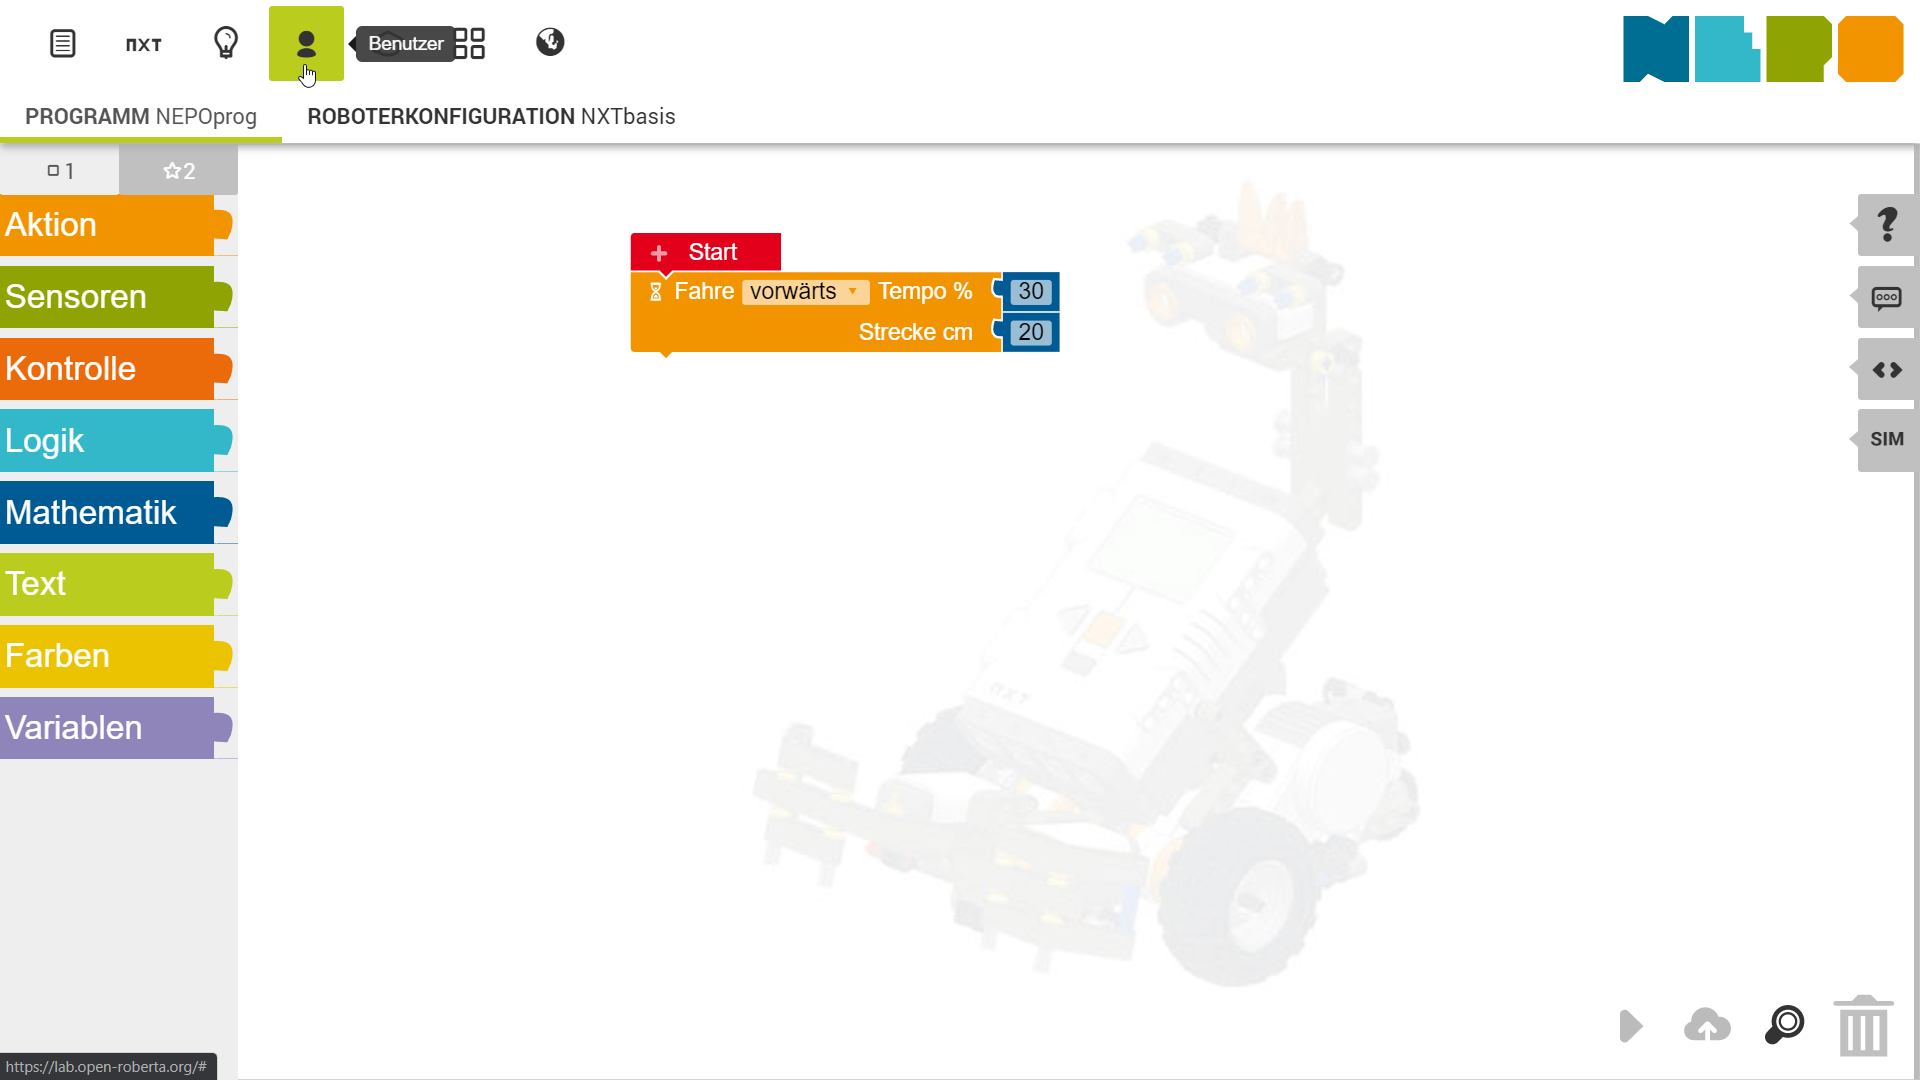 nxt
Benutzer
PROGRAMM NEPOprog
ROBOTERKONFIGURATION NXTbasis
1
2
Aktion
Sensoren
Kontrolle
Logik
Mathematik
Text
Farben
Variablen
+ Start
Fahre vorwärts Tempo % 30
Strecke cm 20
NXT
?
SIM
https://lab.open-roberta.org/#